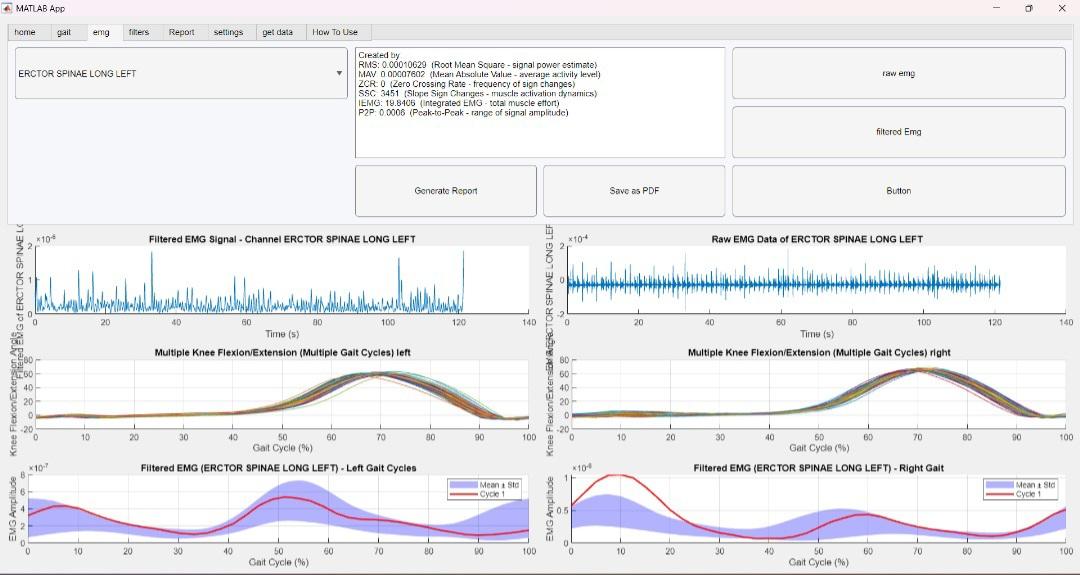 MATLAB App
home gait emg filters Report settings get data How To Use
ERCTOR SPINAE LONG LEFT
Created by
RMS: 0.00010629 (Root Mean Square - signal power estimate)
MAV: 0.00007602 (Mean Absolute Value - average activity level)
ZCR: 0 (Zero Crossing Rate - frequency of sign changes)
SSC: 3451 (Slope Sign Changes - muscle activation dynamics)
IEMG: 19.8406 (Integrated EMG - total muscle effort)
P2P: 0.0006 (Peak-to-Peak - range of signal amplitude)
raw emg
filtered Emg
Generate Report
Save as PDF
Button
Filtered EMG Signal - Channel ERCTOR SPINAE LONG LEFT
Filtered EMG of ERCTOR SPINAE LO
2 1 0
0 20 40 60 80 100 120 140
Time (s)
Raw EMG Data of ERCTOR SPINAE LONG LEFT
ERCTOR SPINAE LONG LEF
×10-4
2 0 -2
0 20 40 60 80 100 120 140
Time (s)
Multiple Knee Flexion/Extension (Multiple Gait Cycles) left
Knee Flexion/Extension Angle
80 60 40 20 0 -20
0 10 20 30 40 50 60 70 80 90 100
Gait Cycle (%)
Multiple Knee Flexion/Extension (Multiple Gait Cycles) right
Knee Flexion/Extension
80 60 40 20 0 -20
0 10 20 30 40 50 60 70 80 90 100
Gait Cycle (%)
Filtered EMG (ERCTOR SPINAE LONG LEFT) - Left Gait Cycles
EMG Amplitude
×10-7
8 6 4 2 0
Mean ± Std
Cycle 1
0 10 20 30 40 50 60 70 80 90 100
Gait Cycle (%)
Filtered EMG (ERCTOR SPINAE LONG LEFT) - Right Gait
EMG Amplitude
1 0.5 0
Mean ± Std
Cycle 1
0 10 20 30 40 50 60 70 80 90 100
Gait Cycle (%)